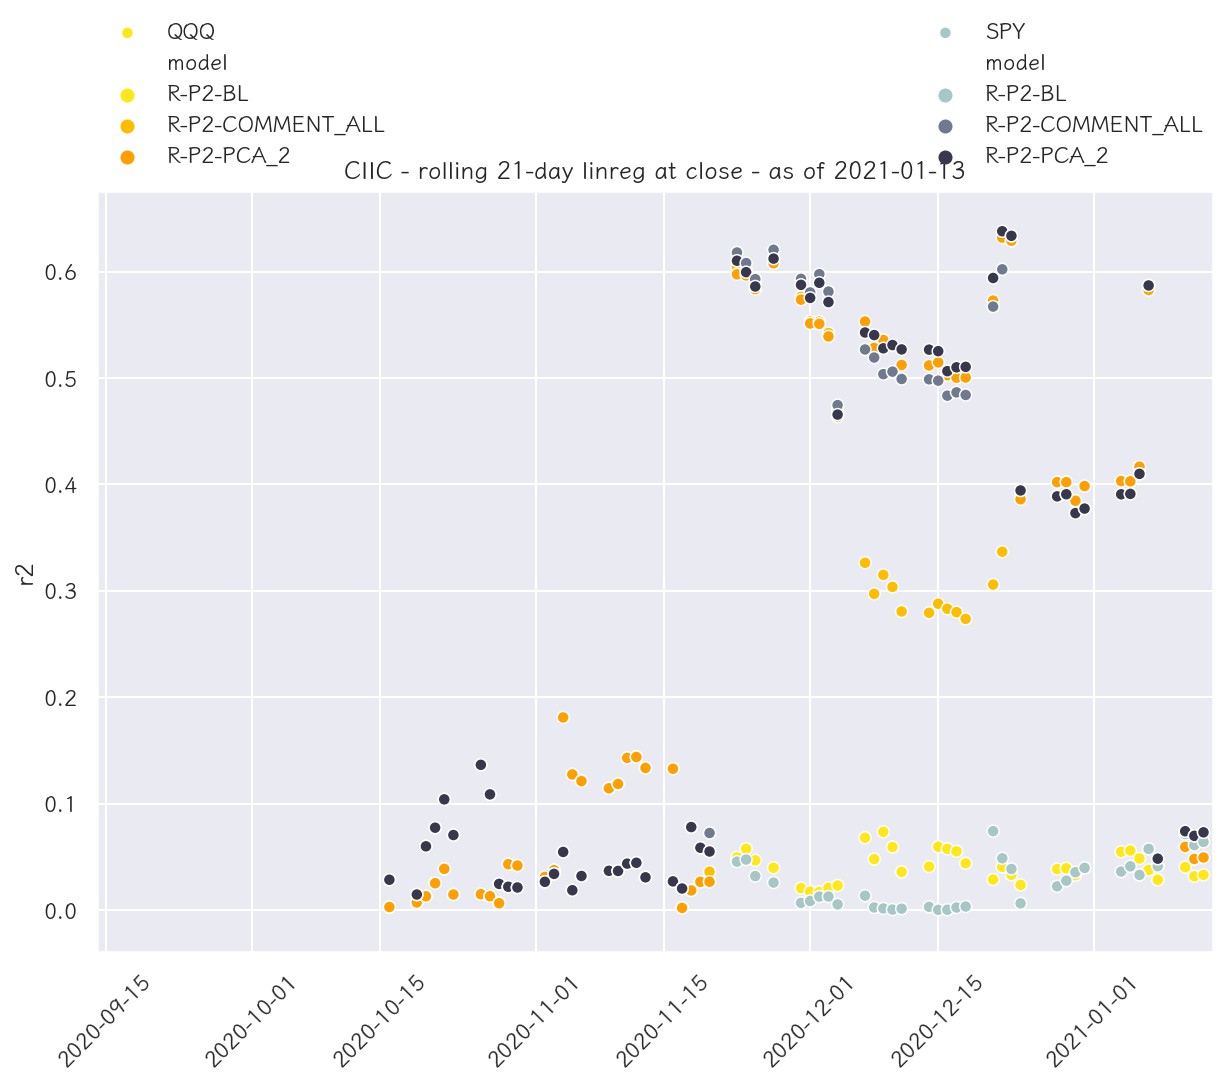 QQQ
model
R-P2-BL
R-P2-COMMENT_ALL
R-P2-PCA_2
SPY
model
R-P2-BL
R-P2-COMMENT_ALL
R-P2-PCA_2
CIIC - rolling 21-day linreg at close - as of 2021-01-13
r2
0.6
0.5
0.4
0.3
0.2
0.1
0.0
2020-09-15
2020-10-01
2020-10-15
2020-11-01
2020-11-15
2020-12-01
2020-12-15
2021-01-01